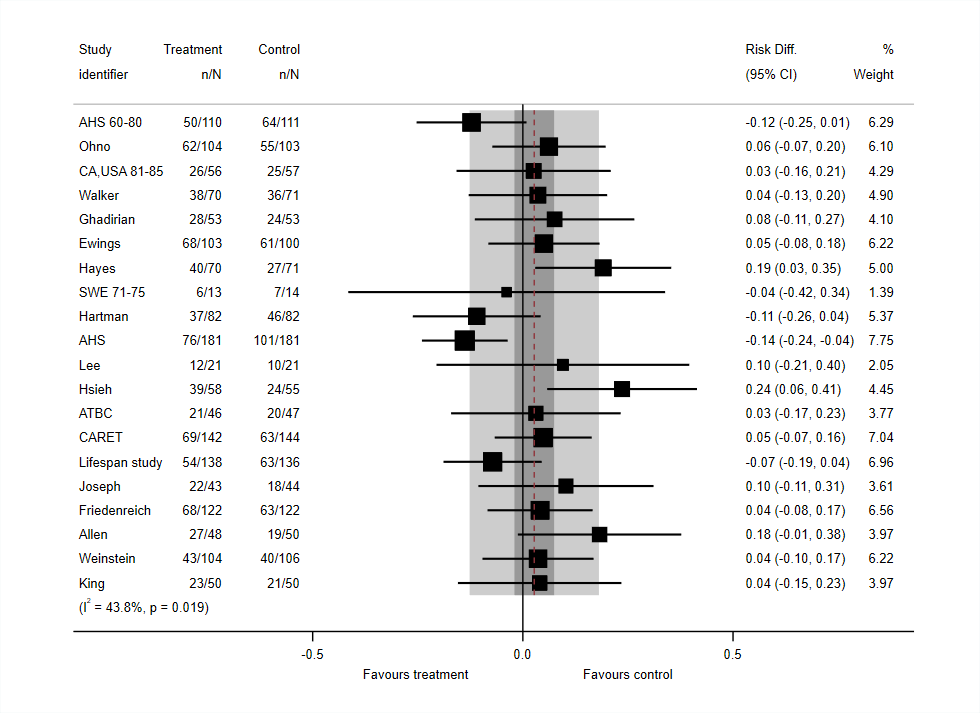 Study Treatment Control Risk Diff. %
identifier n/N n/N (95% CI) Weight
AHS 60-80 50/110 64/111 -0.12 (-0.25, 0.01) 6.29
Ohno 62/104 55/103 0.06 (-0.07, 0.20) 6.10
CA,USA 81-85 26/56 25/57 0.03 (-0.16, 0.21) 4.29
Walker 38/70 36/71 0.04 (-0.13, 0.20) 4.90
Ghadirian 28/53 24/53 0.08 (-0.11, 0.27) 4.10
Ewings 68/103 61/100 0.05 (-0.08, 0.18) 6.22
Hayes 40/70 27/71 0.19 (0.03, 0.35) 5.00
SWE 71-75 6/13 7/14 -0.04 (-0.42, 0.34) 1.39
Hartman 37/82 46/82 -0.11 (-0.26, 0.04) 5.37
AHS 76/181 101/181 -0.14 (-0.24, -0.04) 7.75
Lee 12/21 10/21 0.10 (-0.21, 0.40) 2.05
Hsieh 39/58 24/55 0.24 (0.06, 0.41) 4.45
ATBC 21/46 20/47 0.03 (-0.17, 0.23) 3.77
CARET 69/142 63/144 0.05 (-0.07, 0.16) 7.04
Lifespan study 54/138 63/136 -0.07 (-0.19, 0.04) 6.96
Joseph 22/43 18/44 0.10 (-0.11, 0.31) 3.61
Friedenreich 68/122 63/122 0.04 (-0.08, 0.17) 6.56
Allen 27/48 19/50 0.18 (-0.01, 0.38) 3.97
Weinstein 43/104 40/106 0.04 (-0.10, 0.17) 6.22
King 23/50 21/50 0.04 (-0.15, 0.23) 3.97
(I² = 43.8%, p = 0.019)
-0.5 0.0 0.5
Favours treatment Favours control